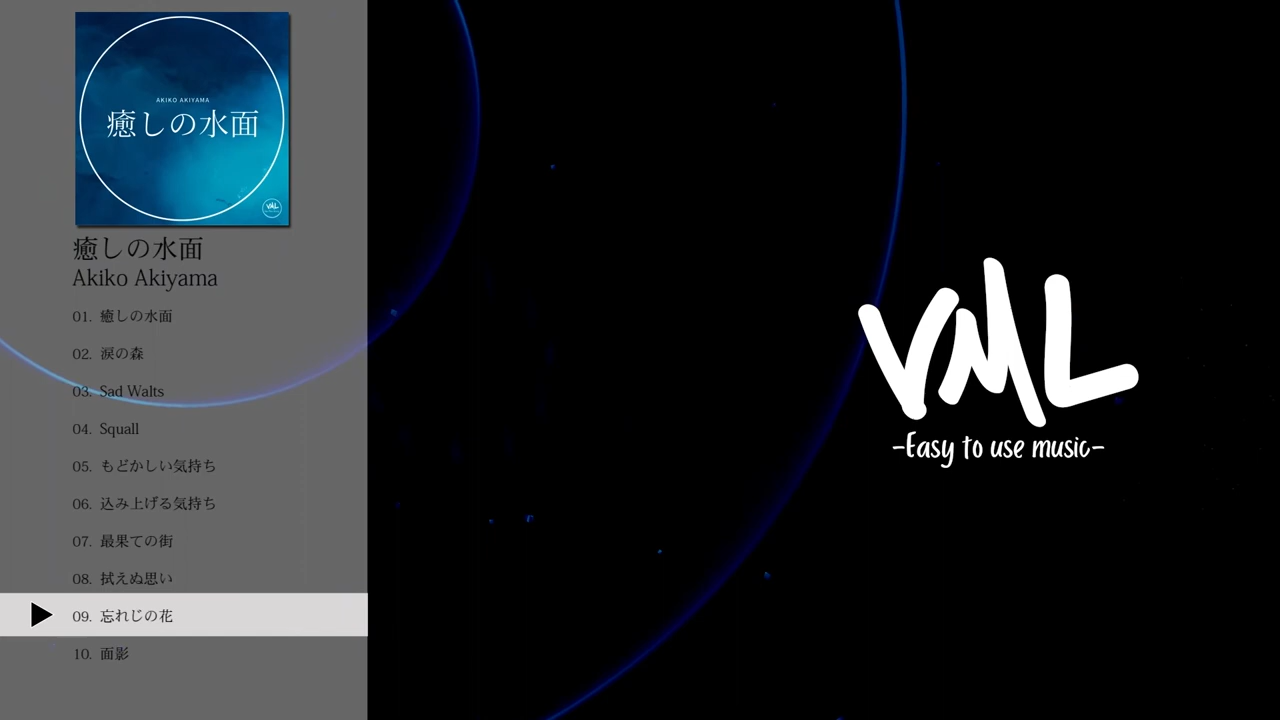 AKIKO AKIYAMA
癒しの水面
VML
癒しの水面
Akiko Akiyama
01. 癒しの水面
02. 涙の森
03. Sad Walts
04. Squall
05. もどかしい気持ち
06. 込み上げる気持ち
07. 最果ての街
08. 拭えぬ思い
09. 忘れじの花
10. 面影
VML
-Easy to use music-